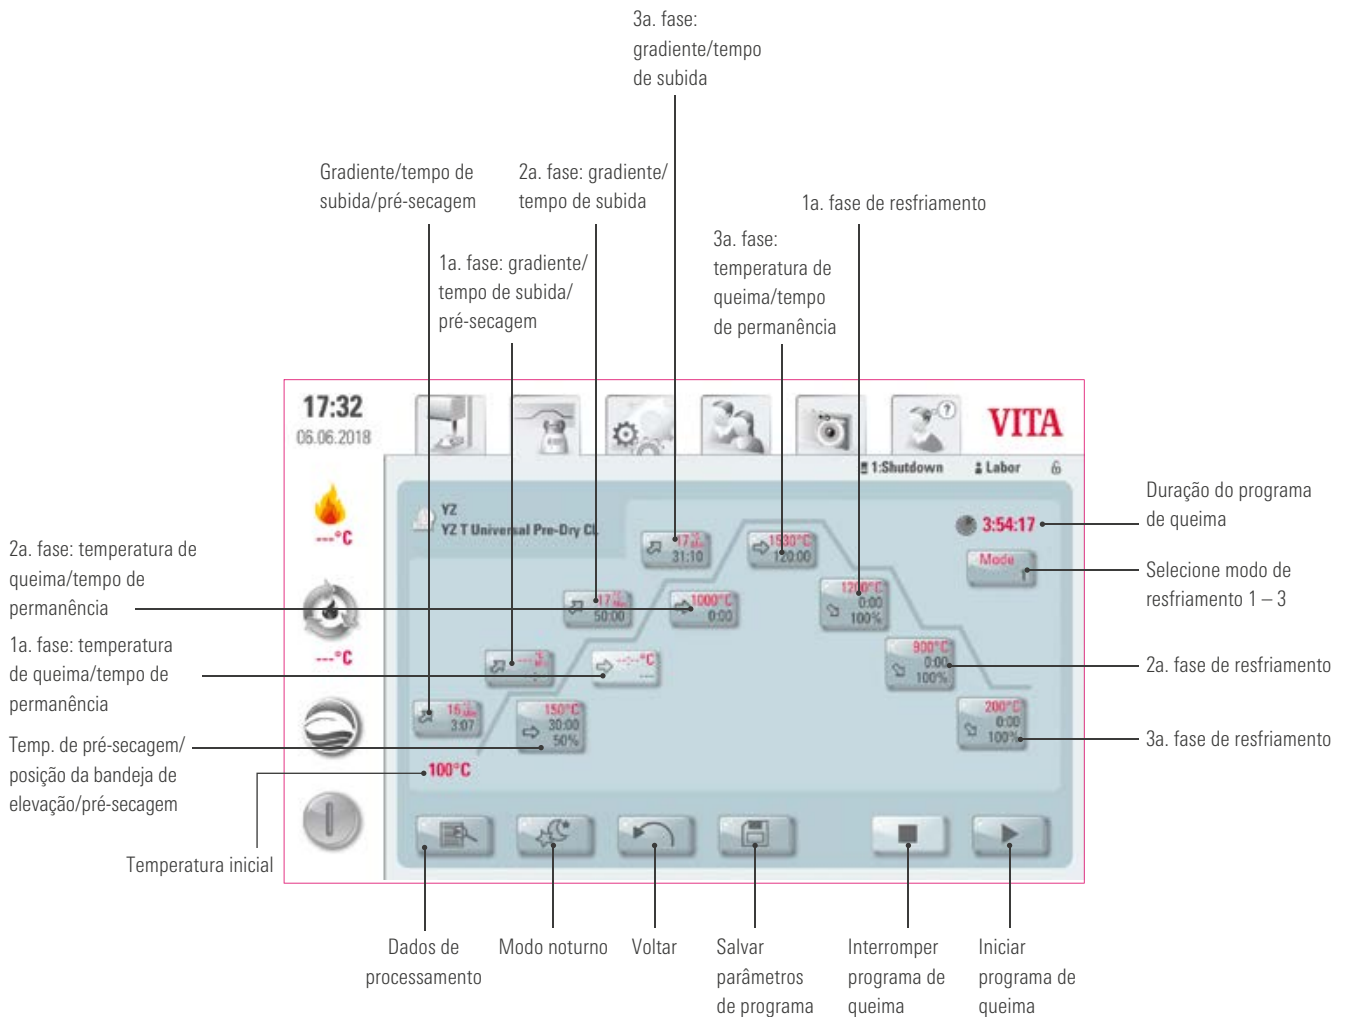 3a. fase:
gradiente/tempo
de subida
Gradiente/tempo de
subida/pré-secagem
2a. fase: gradiente/
tempo de subida
1a. fase de resfriamento
1a. fase: gradiente/
tempo de subida/
pré-secagem
3a. fase:
temperatura de
queima/tempo
de permanência
17:32
06.06.2018
VITA
1:Shutdown
Labor
YZ
YZ T Universal Pre-Dry CL
3:54:17
Duração do programa
de queima
---°C
17
31:10
1530°C
120:00
Mode
1
Selecione modo de
resfriamento 1 – 3
2a. fase: temperatura de
queima/tempo de
permanência
17
50:00
1000°C
0:00
1200°C
0:00
100%
1a. fase: temperatura
de queima/tempo de
permanência
---°C
900°C
0:00
100%
2a. fase de resfriamento
16
3:07
150°C
30:00
50%
200°C
0:00
100%
3a. fase de resfriamento
Temp. de pré-secagem/
posição da bandeja de
elevação/pré-secagem
100°C
Temperatura inicial
Dados de
processamento
Modo noturno
Voltar
Salvar
parâmetros
de programa
Interromper
programa de
queima
Iniciar
programa de
queima